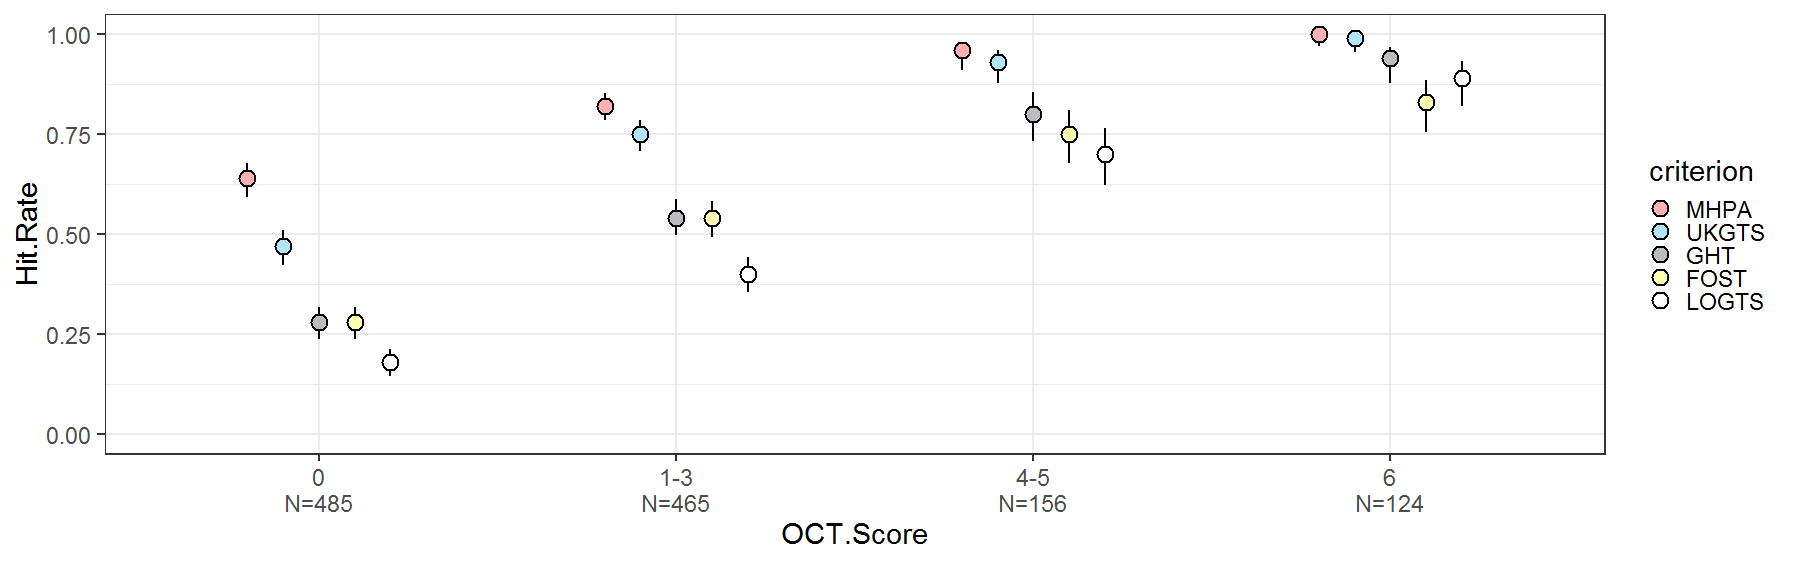 Hit.Rate
1.00
0.75
0.50
0.25
0.00
0
N=485
1-3
N=465
4-5
N=156
6
N=124
OCT.Score
criterion
MHPA
UKGTS
GHT
FOST
LOGTS